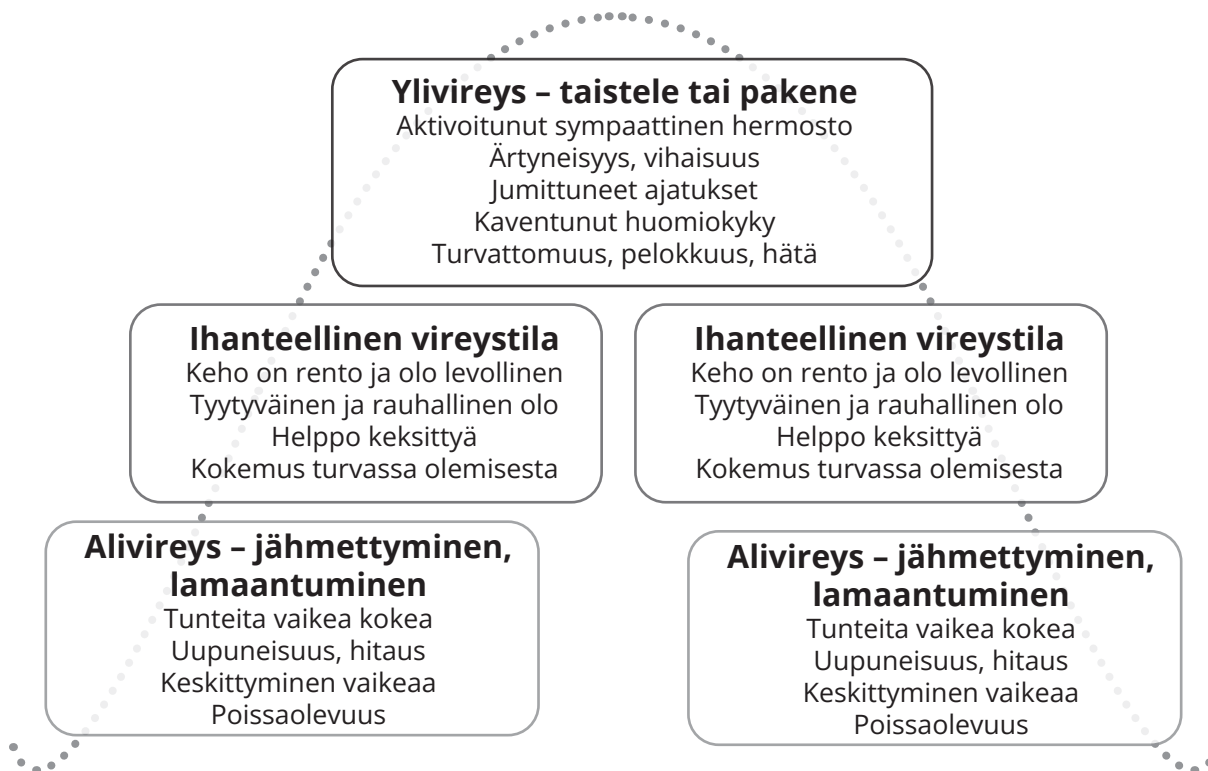 Ylivireys – taistele tai pakene
Aktivoitunut sympaattinen hermosto
Ärtyneisyys, vihaisuus
Jumittuneet ajatukset
Kaventunut huomiokyky
Turvattomuus, pelokkuus, hätä
Ihanteellinen vireystila
Keho on rento ja olo levollinen
Tyytyväinen ja rauhallinen olo
Helppo keksittyä
Kokemus turvassa olemisesta
Ihanteellinen vireystila
Keho on rento ja olo levollinen
Tyytyväinen ja rauhallinen olo
Helppo keksittyä
Kokemus turvassa olemisesta
Alivireys – jähmettyminen,
lamaantuminen
Tunteita vaikea kokea
Uupuneisuus, hitaus
Keskittyminen vaikeaa
Poissaolevuus
Alivireys – jähmettyminen,
lamaantuminen
Tunteita vaikea kokea
Uupuneisuus, hitaus
Keskittyminen vaikeaa
Poissaolevuus